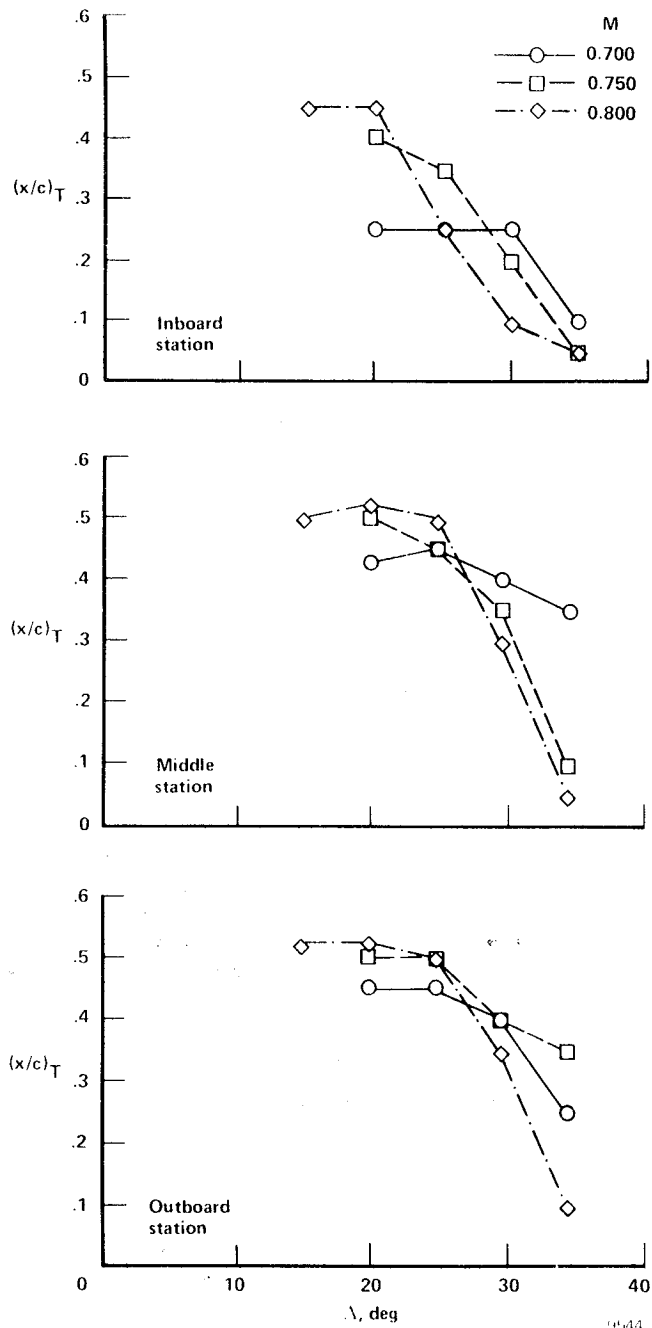 M
0.700
0.750
0.800
.6
.5
.4
.3
.2
.1
0
(x/c)T
Inboard
station
.6
.5
.4
.3
.2
.1
0
(x/c)T
Middle
station
.6
.5
.4
.3
.2
.1
(x/c)T
Outboard
station
0 10 20 30 40
Λ, deg